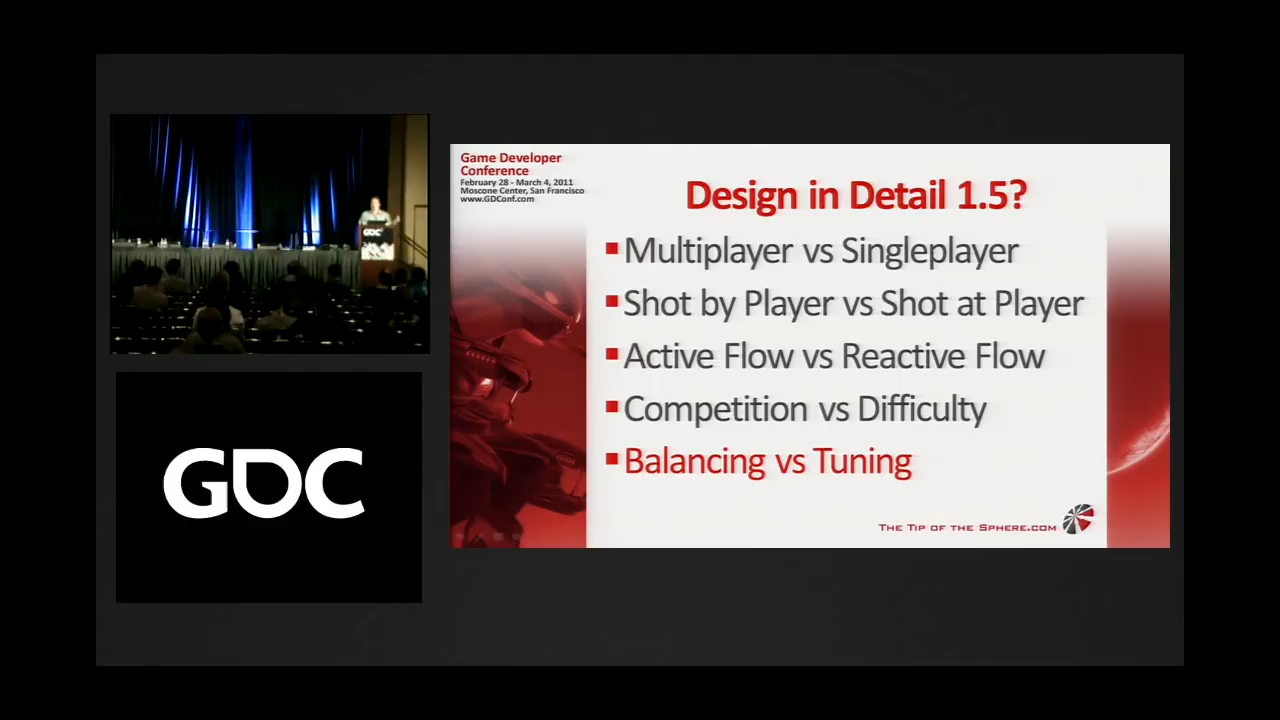 GDC
GDC
Game Developer
Conference
February 28 - March 4, 2011
Moscone Center, San Francisco
www.GDConf.com
Design in Detail 1.5?
Multiplayer vs Singleplayer
Shot by Player vs Shot at Player
Active Flow vs Reactive Flow
Competition vs Difficulty
Balancing vs Tuning
The Tip of the Sphere.com